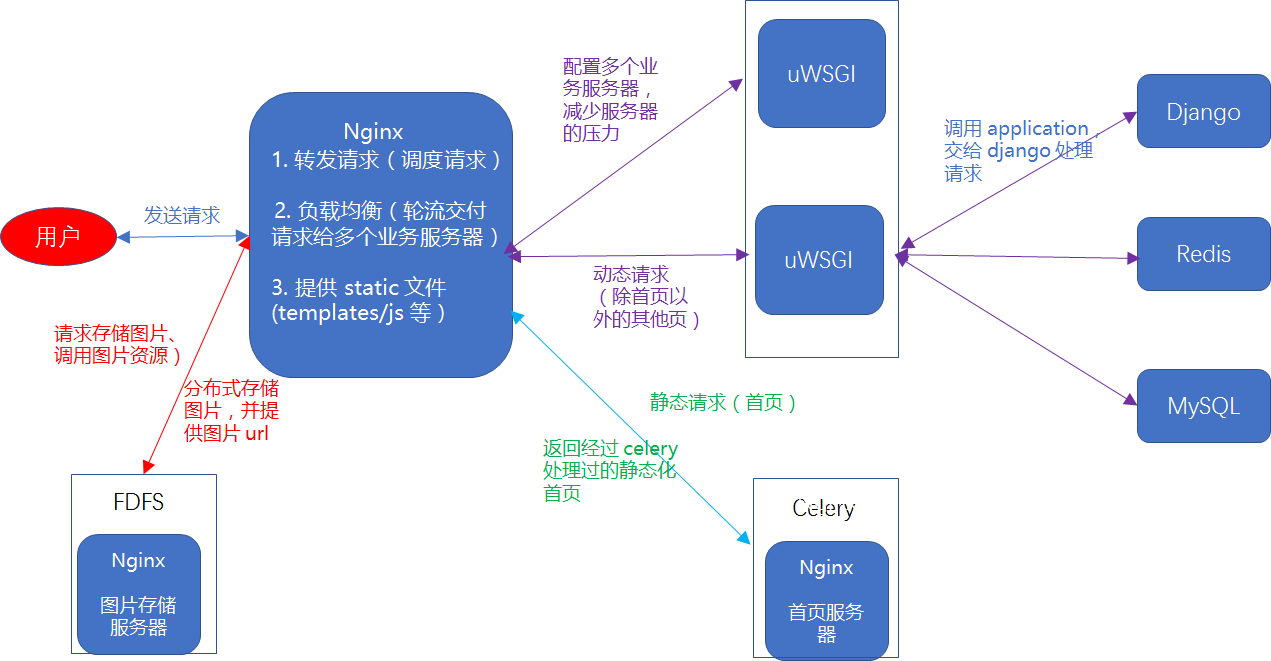 用户
发送请求
Nginx
1. 转发请求（调度请求）
2. 负载均衡（轮流交付
请求给多个业务服务器）
3. 提供 static 文件
(templates/js 等）
配置多个业
务服务器，
减少服务器
的压力
动态请求
（除首页以
外的其他页）
uWSGI
uWSGI
调用 application，
交给 django 处理
请求
Django
Redis
MySQL
请求存储图片、
调用图片资源）
分布式存储
图片，并提
供图片 url
FDFS
Nginx
图片存储
服务器
静态请求（首页）
返回经过 celery
处理过的静态化
首页
Celery
Nginx
首页服务
器